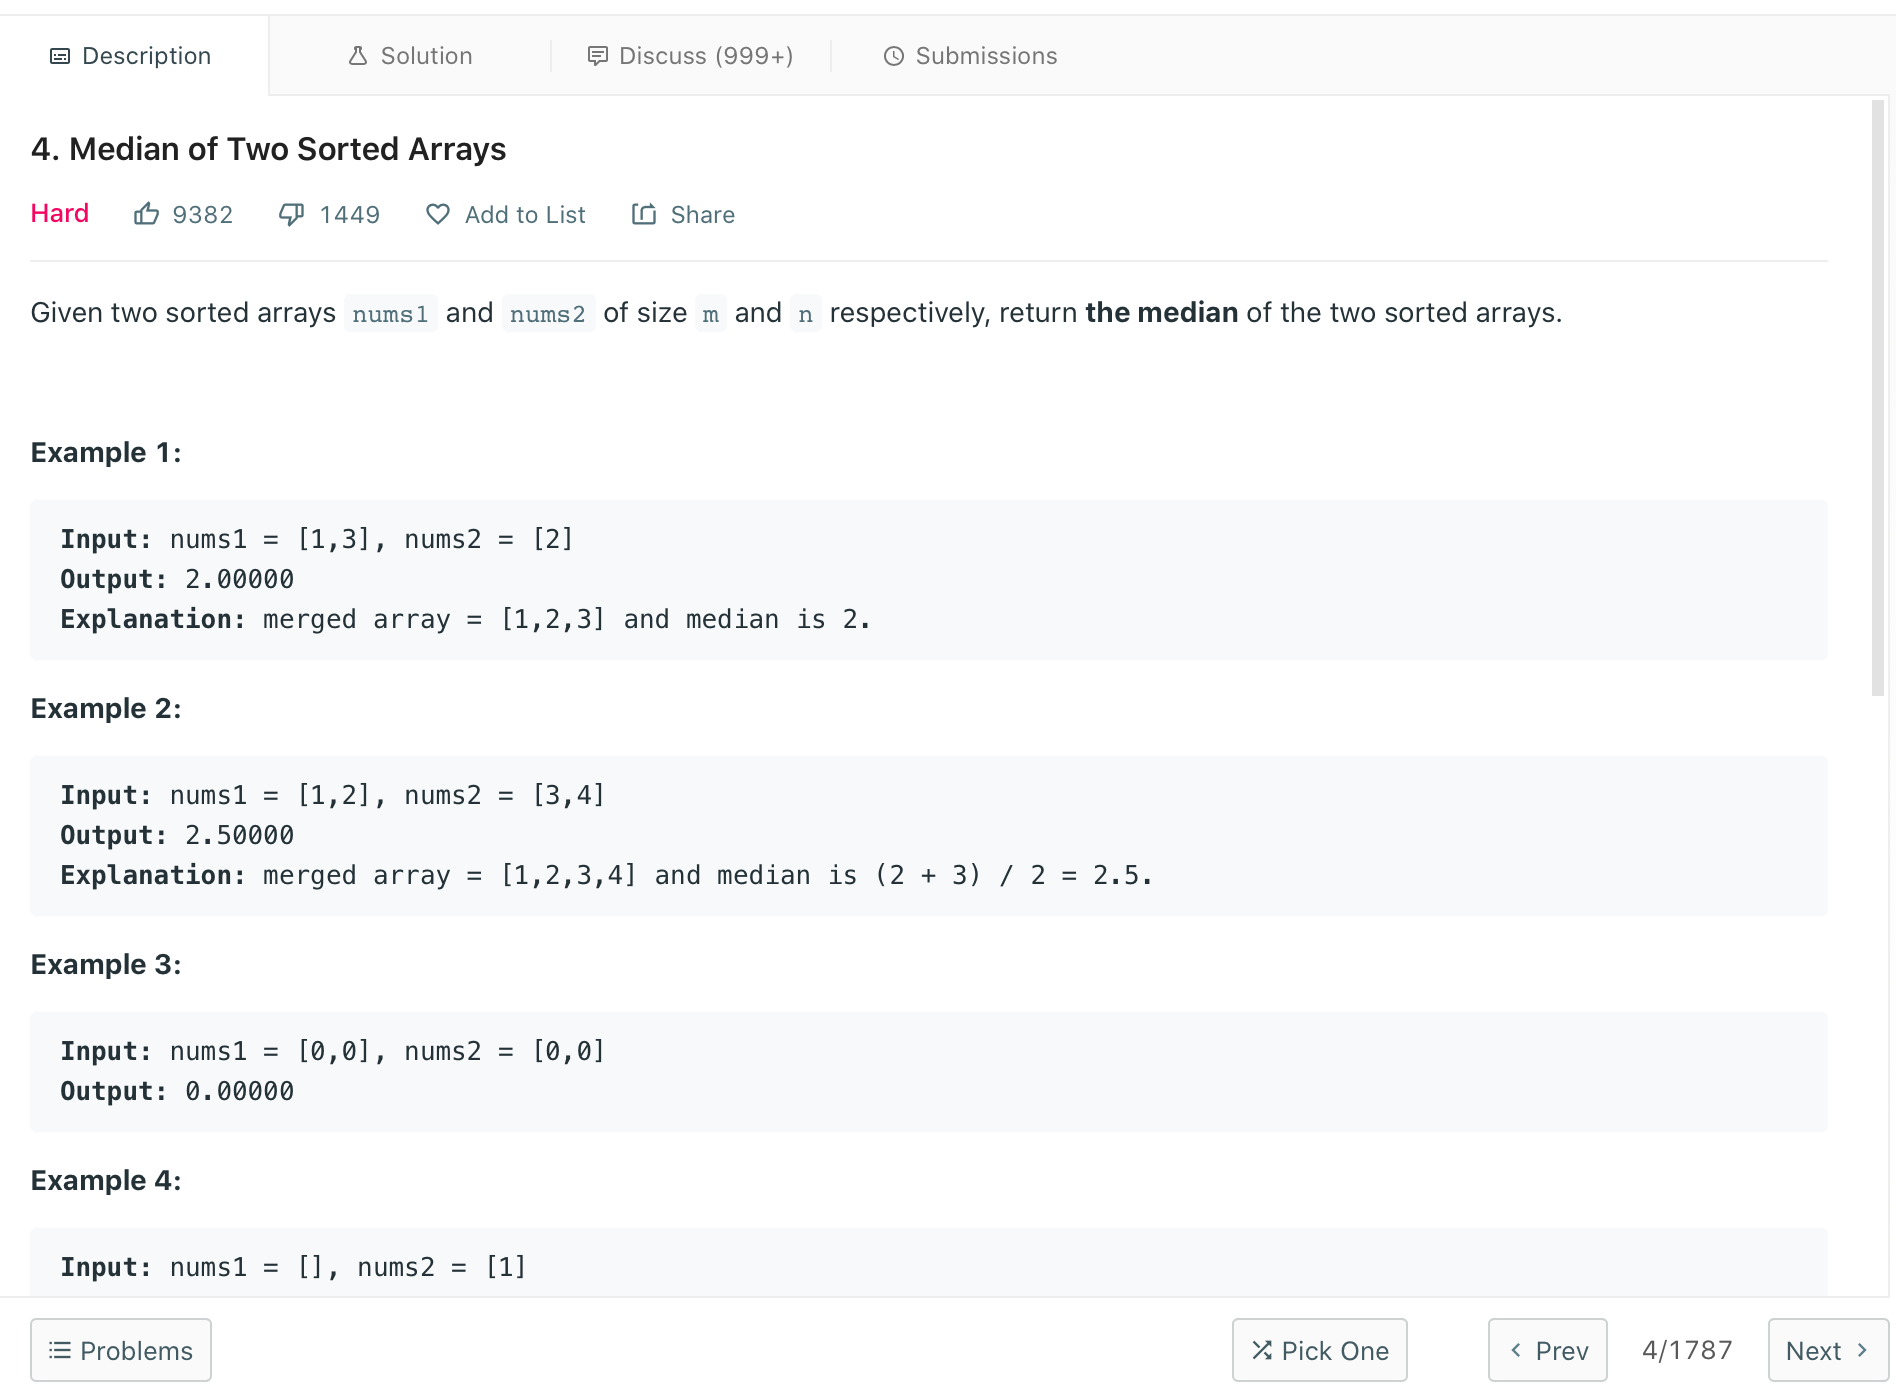 Description
Solution
Discuss (999+)
Submissions
4. Median of Two Sorted Arrays
Hard 9382 1449 Add to List Share
Given two sorted arrays nums1 and nums2 of size m and n respectively, return the median of the two sorted arrays.
Example 1:
Input: nums1 = [1,3], nums2 = [2]
Output: 2.00000
Explanation: merged array = [1,2,3] and median is 2.
Example 2:
Input: nums1 = [1,2], nums2 = [3,4]
Output: 2.50000
Explanation: merged array = [1,2,3,4] and median is (2 + 3) / 2 = 2.5.
Example 3:
Input: nums1 = [0,0], nums2 = [0,0]
Output: 0.00000
Example 4:
Input: nums1 = [], nums2 = [1]
Problems
Pick One
Prev
4/1787
Next